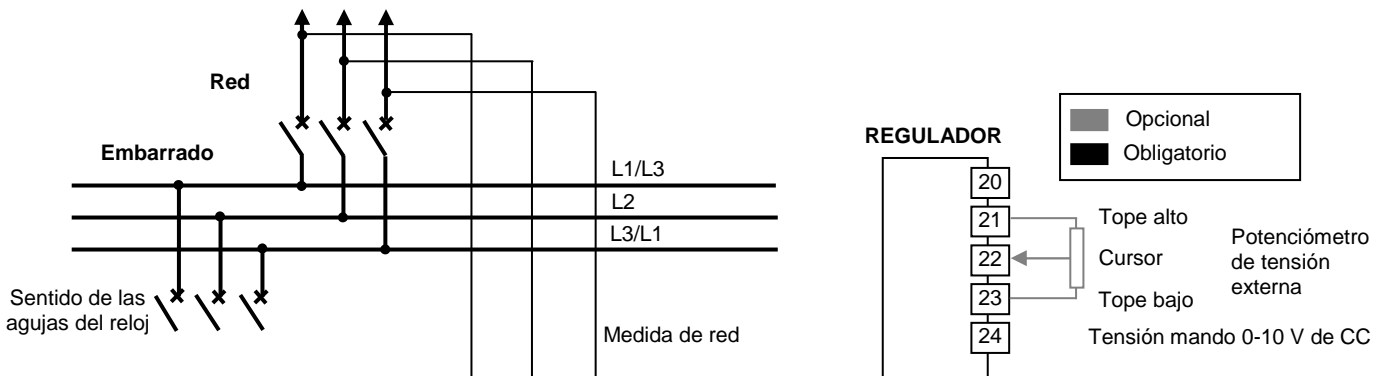 Red
Embarrado
L1/L3
L2
L3/L1
Sentido de las
agujas del reloj
Medida de red
REGULADOR
Opcional
Obligatorio
20
21
22
23
24
Tope alto
Cursor
Tope bajo
Potenciómetro
de tensión
externa
Tensión mando 0-10 V de CC